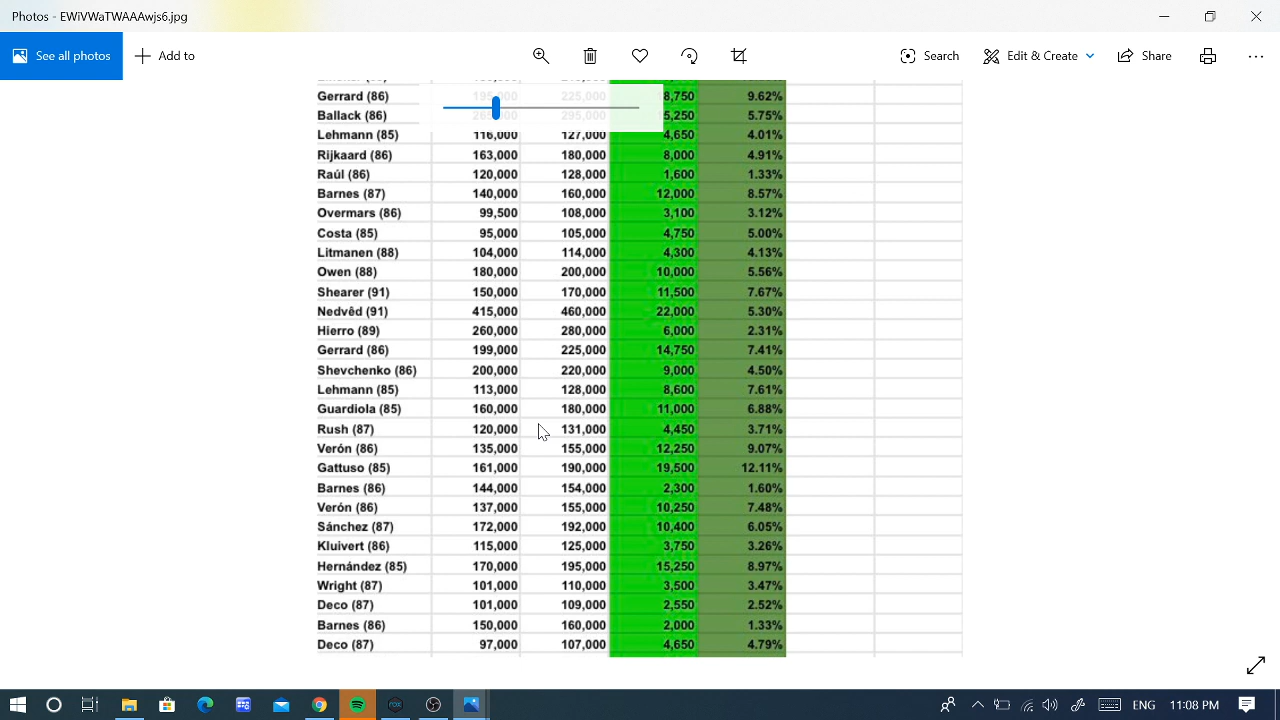 Photos - EWiVWaTWAAAwjs6.jpg
See all photos Add to Search Edit & Create Share
Gerrard (86) 195,000 225,000 8,750 9.62%
Ballack (86) 295,000 5,250 5.75%
Lehmann (85) 116,000 127,000 4,650 4.01%
Rijkaard (86) 163,000 180,000 8,000 4.91%
Raúl (86) 120,000 128,000 1,600 1.33%
Barnes (87) 140,000 160,000 12,000 8.57%
Overmars (86) 99,500 108,000 3,100 3.12%
Costa (85) 95,000 105,000 4,750 5.00%
Litmanen (88) 104,000 114,000 4,300 4.13%
Owen (88) 180,000 200,000 10,000 5.56%
Shearer (91) 150,000 170,000 11,500 7.67%
Nedvêd (91) 415,000 460,000 22,000 5.30%
Hierro (89) 260,000 280,000 6,000 2.31%
Gerrard (86) 199,000 225,000 14,750 7.41%
Shevchenko (86) 200,000 220,000 9,000 4.50%
Lehmann (85) 113,000 128,000 8,600 7.61%
Guardiola (85) 160,000 180,000 11,000 6.88%
Rush (87) 120,000 131,000 4,450 3.71%
Verón (86) 135,000 155,000 12,250 9.07%
Gattuso (85) 161,000 190,000 19,500 12.11%
Barnes (86) 144,000 154,000 2,300 1.60%
Verón (86) 137,000 155,000 10,250 7.48%
Sánchez (87) 172,000 192,000 10,400 6.05%
Kluivert (86) 115,000 125,000 3,750 3.26%
Hernández (85) 170,000 195,000 15,250 8.97%
Wright (87) 101,000 110,000 3,500 3.47%
Deco (87) 101,000 109,000 2,550 2.52%
Barnes (86) 150,000 160,000 2,000 1.33%
Deco (87) 97,000 107,000 4,650 4.79%
ENG 11:08 PM